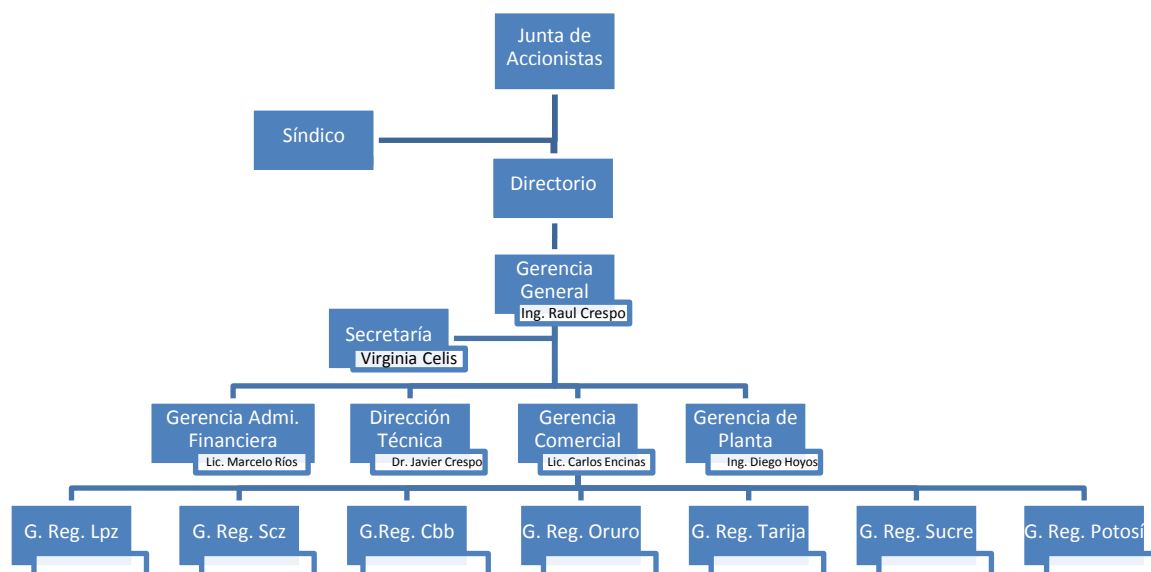 Junta de
Accionistas
Síndico
Directorio
Gerencia
General
Ing. Raul Crespo
Secretaría
Virginia Celis
Gerencia Admi.
Financiera
Lic. Marcelo Ríos
Dirección
Técnica
Dr. Javier Crespo
Gerencia
Comercial
Lic. Carlos Encinas
Gerencia de
Planta
Ing. Diego Hoyos
G. Reg. Lpz
G. Reg. Scz
G.Reg. Cbb
G. Reg. Oruro
G. Reg. Tarija
G. Reg. Sucre
G. Reg. Potosí